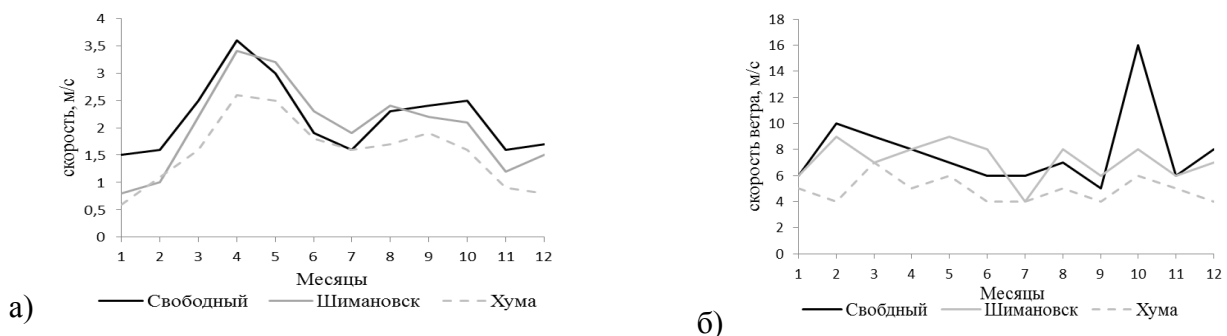 4
3,5
3
2,5
2
1,5
1
0,5
0
скорость, м/с
1 2 3 4 5 6 7 8 9 10 11 12
Месяцы
Свободный Шимановск Хума
а)
18
16
14
12
10
8
6
4
2
0
скорость ветра, м/с
1 2 3 4 5 6 7 8 9 10 11 12
Месяцы
Свобдный Шимановск Хума
б)